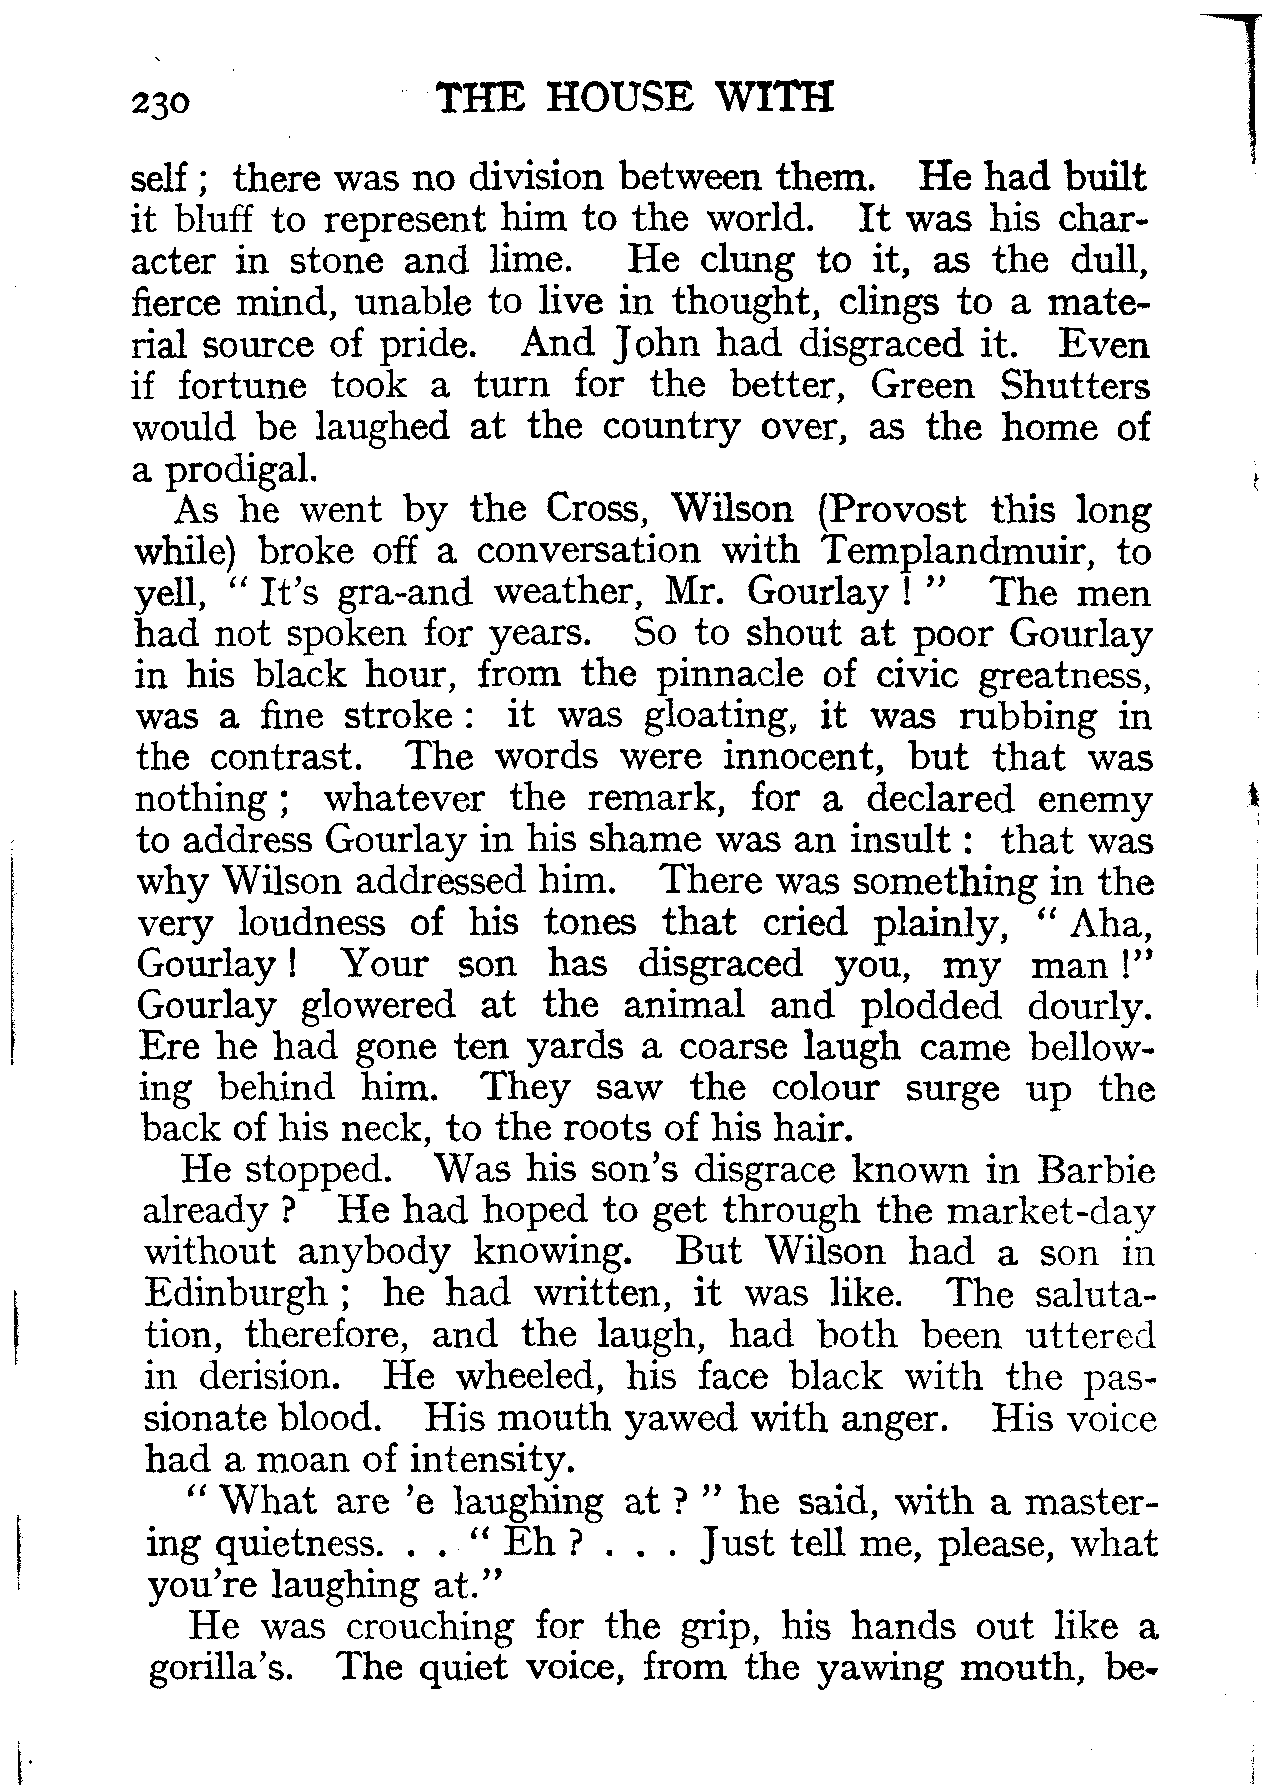 230 THE HOUSE WITH
self ; there was no division between them. He had built
it bluff to represent him to the world. It was his char-
acter in stone and lime. He clung to it, as the dull,
fierce mind, unable to live in thought, clings to a mate-
rial source of pride. And John had disgraced it. Even
if fortune took a turn for the better, Green Shutters
would be laughed at the country over, as the home of
a prodigal.
As he went by the Cross, Wilson (Provost this long
while) broke off a conversation with Templandmuir, to
yell, “ It’s gra-and weather, Mr. Gourlay ! ” The men
had not spoken for years. So to shout at poor Gourlay
in his black hour, from the pinnacle of civic greatness,
was a fine stroke : it was gloating, it was rubbing in
the contrast. The words were innocent, but that was
nothing ; whatever the remark, for a declared enemy
to address Gourlay in his shame was an insult : that was
why Wilson addressed him. There was something in the
very loudness of his tones that cried plainly, “ Aha,
Gourlay ! Your son has disgraced you, my man !”
Gourlay glowered at the animal and plodded dourly.
Ere he had gone ten yards a coarse laugh came bellow-
ing behind him. They saw the colour surge up the
back of his neck, to the roots of his hair.
He stopped. Was his son’s disgrace known in Barbie
already ? He had hoped to get through the market-day
without anybody knowing. But Wilson had a son in
Edinburgh ; he had written, it was like. The saluta-
tion, therefore, and the laugh, had both been uttered
in derision. He wheeled, his face black with the pas-
sionate blood. His mouth yawed with anger. His voice
had a moan of intensity.
“ What are ’e laughing at ? ” he said, with a master-
ing quietness. . . “ Eh ? . . . Just tell me, please, what
you’re laughing at.”
He was crouching for the grip, his hands out like a
gorilla’s. The quiet voice, from the yawing mouth, be-